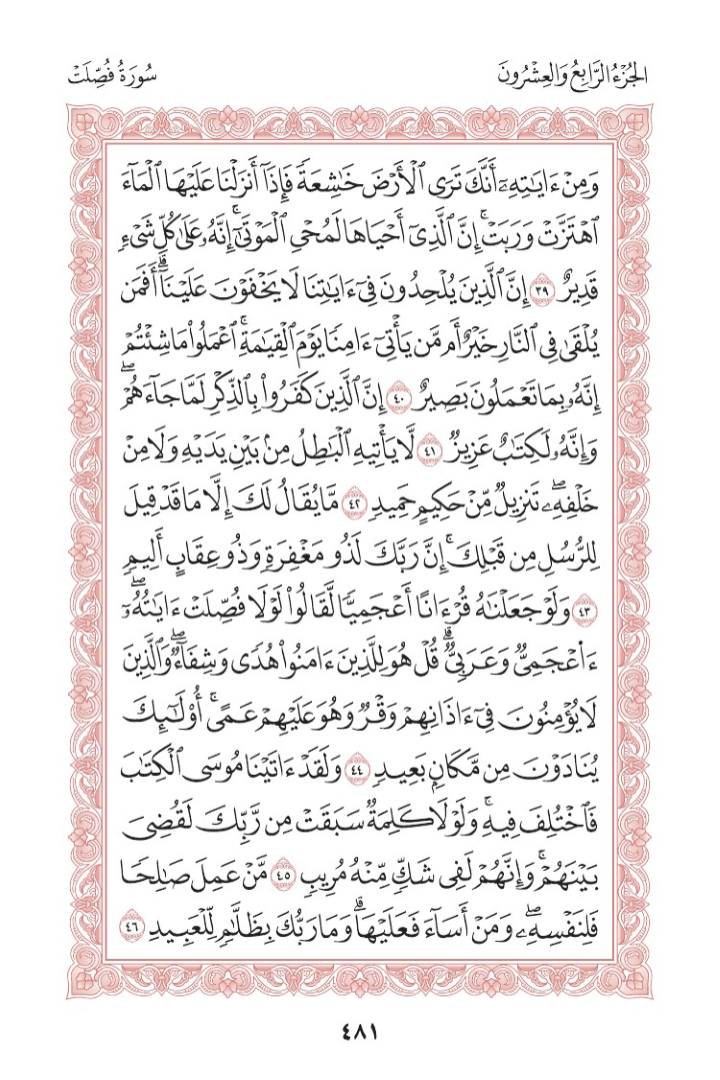 الجُزْءُ الرَّابِعُ وَالعِشْرُونَ
سُورَةُ فُصِّلَتْ
وَمِنْ ءَايَٰتِهِۦٓ أَنَّكَ تَرَى ٱلْأَرْضَ خَٰشِعَةً فَإِذَآ أَنزَلْنَا عَلَيْهَا ٱلْمَآءَ
ٱهْتَزَّتْ وَرَبَتْۚ إِنَّ ٱلَّذِىٓ أَحْيَاهَا لَمُحْىِ ٱلْمَوْتَىٰٓۚ إِنَّهُۥ عَلَىٰ كُلِّ شَىْءٍ
قَدِيرٌ ٣٩ إِنَّ ٱلَّذِينَ يُلْحِدُونَ فِىٓ ءَايَٰتِنَا لَا يَخْفَوْنَ عَلَيْنَآۗ أَفَمَن
يُلْقَىٰ فِى ٱلنَّارِ خَيْرٌ أَم مَّن يَأْتِىٓ ءَامِنًا يَوْمَ ٱلْقِيَٰمَةِۚ ٱعْمَلُوا۟ مَا شِئْتُمْ
إِنَّهُۥ بِمَا تَعْمَلُونَ بَصِيرٌ ٤٠ إِنَّ ٱلَّذِينَ كَفَرُوا۟ بِٱلذِّكْرِ لَمَّا جَآءَهُمْۖ
وَإِنَّهُۥ لَكِتَٰبٌ عَزِيزٌ ٤١ لَّا يَأْتِيهِ ٱلْبَٰطِلُ مِنۢ بَيْنِ يَدَيْهِ وَلَا مِنْ
خَلْفِهِۦۖ تَنزِيلٌ مِّنْ حَكِيمٍ حَمِيدٍ ٤٢ مَّا يُقَالُ لَكَ إِلَّا مَا قَدْ قِيلَ
لِلرُّسُلِ مِن قَبْلِكَۚ إِنَّ رَبَّكَ لَذُو مَغْفِرَةٍ وَذُو عِقَابٍ أَلِيمٍ
٤٣ وَلَوْ جَعَلْنَٰهُ قُرْءَانًا أَعْجَمِيًّا لَّقَالُوا۟ لَوْلَا فُصِّلَتْ ءَايَٰتُهُۥٓۖ
ءَا۬عْجَمِىٌّ وَعَرَبِىٌّۗ قُلْ هُوَ لِلَّذِينَ ءَامَنُوا۟ هُدًى وَشِفَآءٌۖ وَٱلَّذِينَ
لَا يُؤْمِنُونَ فِىٓ ءَاذَانِهِمْ وَقْرٌ وَهُوَ عَلَيْهِمْ عَمًىۚ أُو۟لَٰٓئِكَ
يُنَادَوْنَ مِن مَّكَانٍۭ بَعِيدٍ ٤٤ وَلَقَدْ ءَاتَيْنَا مُوسَى ٱلْكِتَٰبَ
فَٱخْتُلِفَ فِيهِۚ وَلَوْلَا كَلِمَةٌ سَبَقَتْ مِن رَّبِّكَ لَقُضِىَ
بَيْنَهُمْۚ وَإِنَّهُمْ لَفِى شَكٍّ مِّنْهُ مُرِيبٍ ٤٥ مَّنْ عَمِلَ صَٰلِحًا
فَلِنَفْسِهِۦۖ وَمَنْ أَسَآءَ فَعَلَيْهَاۗ وَمَا رَبُّكَ بِظَلَّٰمٍ لِّلْعَبِيدِ ٤٦
٤٨١